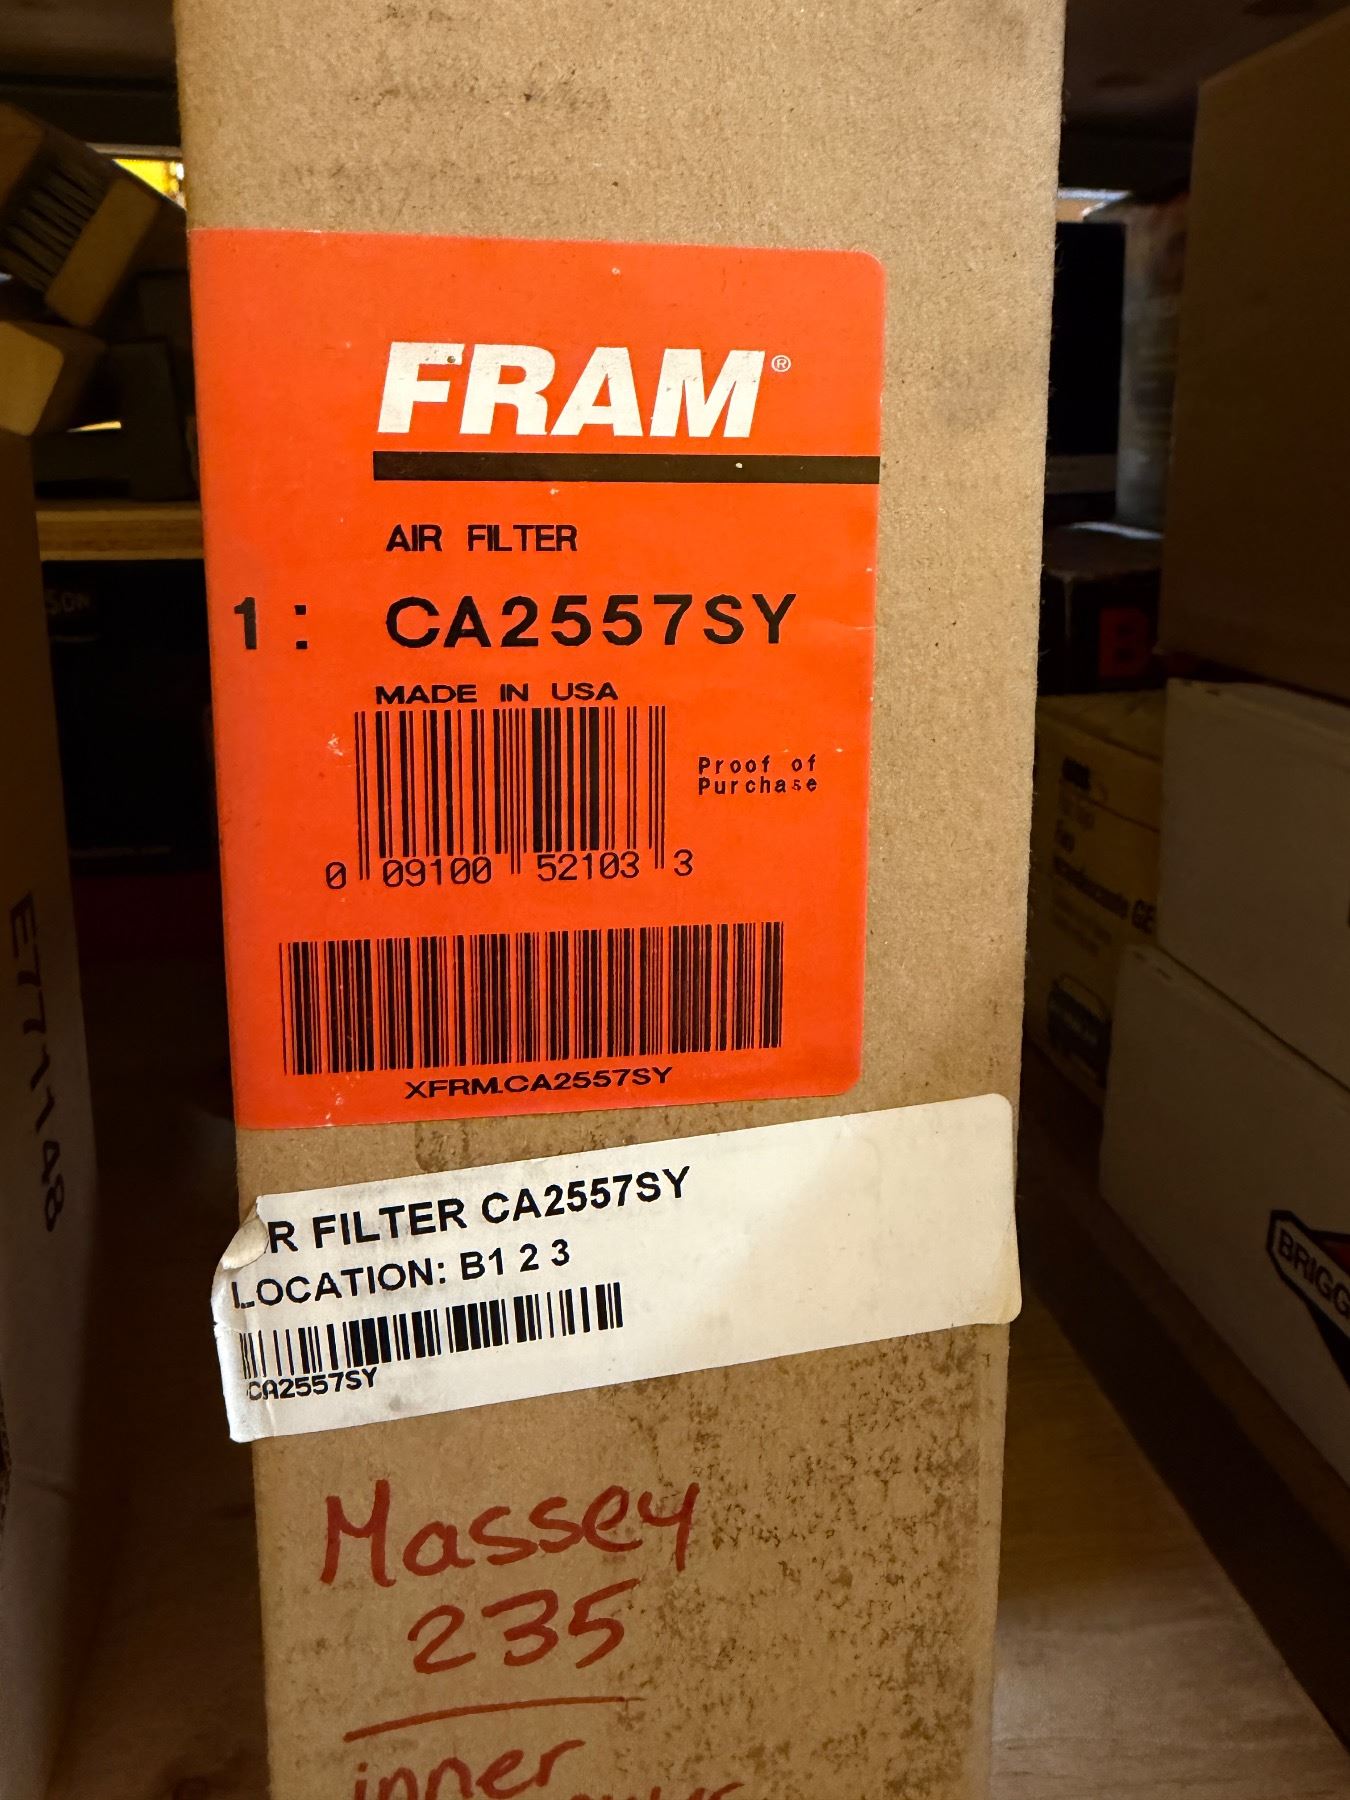 FRAM®
AIR FILTER
1: CA2557SY
MADE IN USA
Proof of
Purchase
0 09100 52103 3
XFRM.CA2557SY
R FILTER CA2557SY
LOCATION: B1 2 3
CA2557SY
Massey
235
inner
E771148
BRIGG
GE